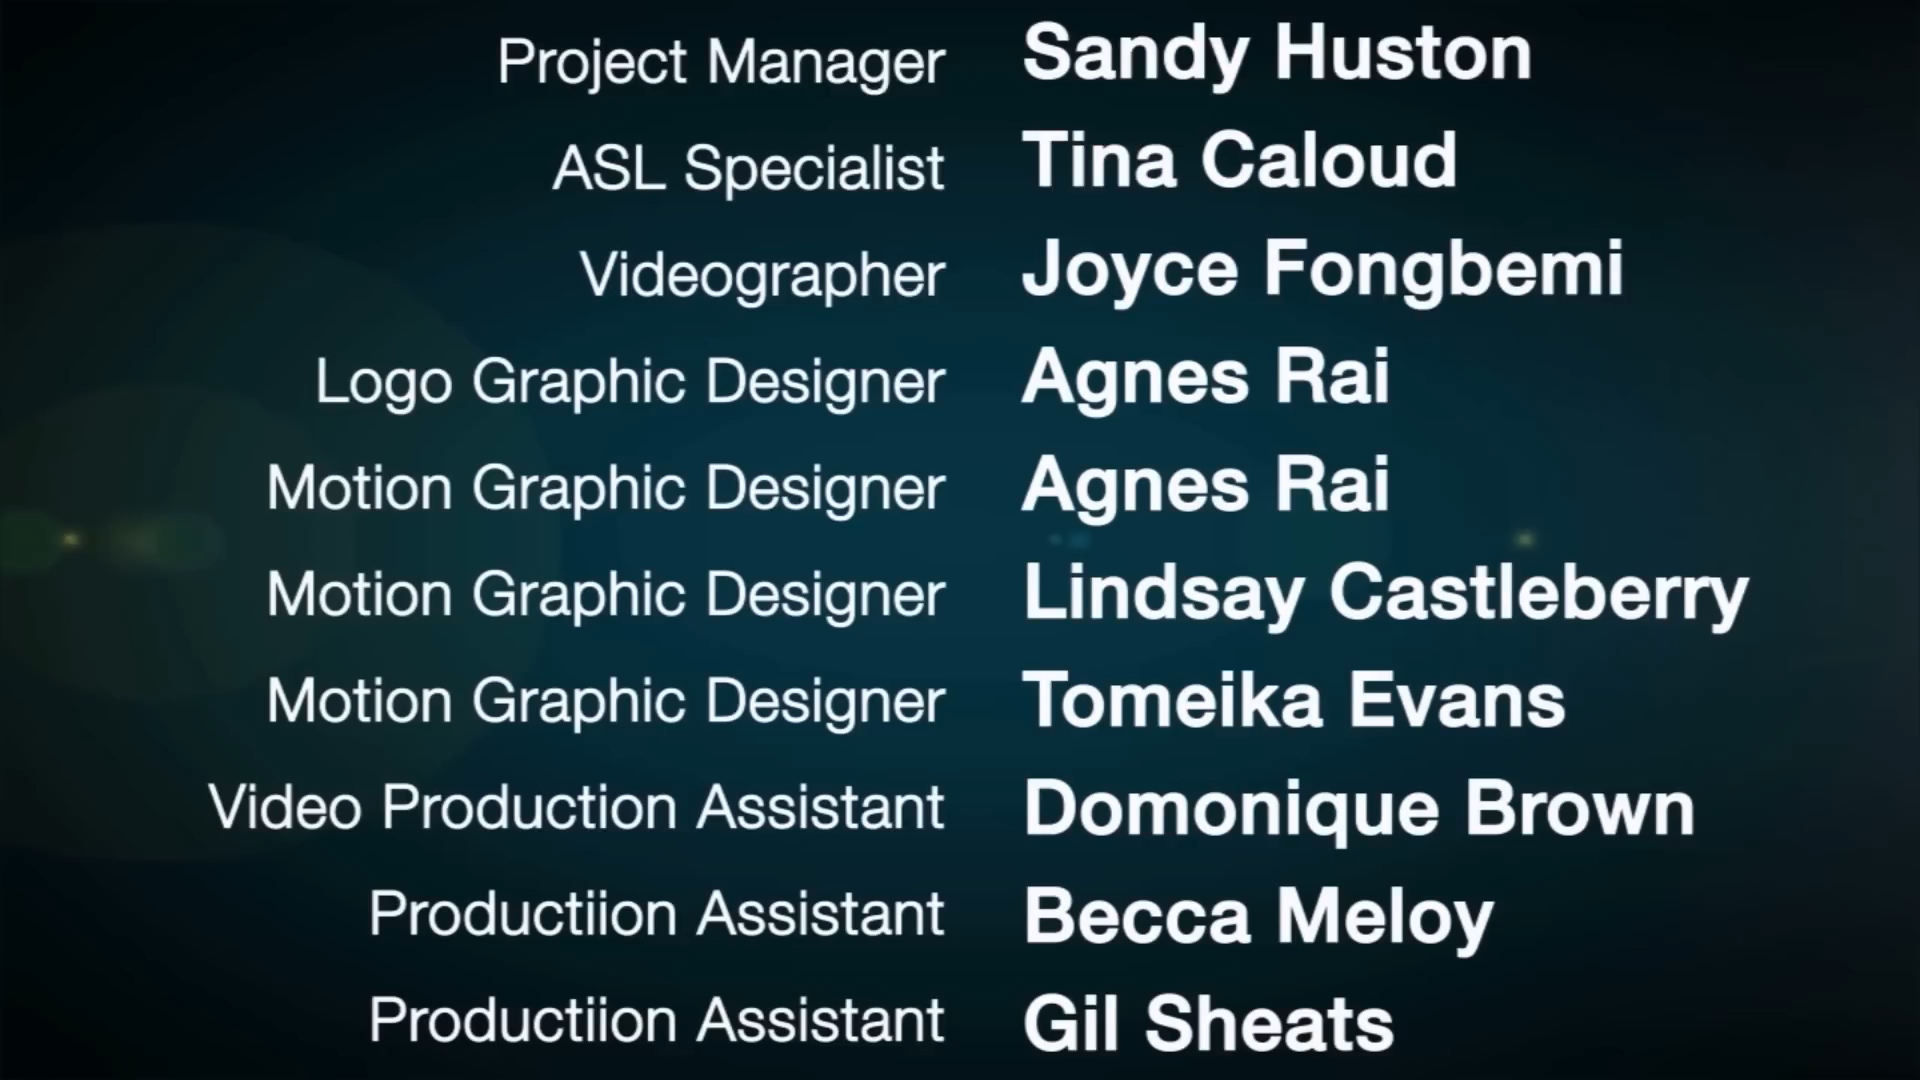 Project Manager Sandy Huston
ASL Specialist Tina Caloud
Videographer Joyce Fongbemi
Logo Graphic Designer Agnes Rai
Motion Graphic Designer Agnes Rai
Motion Graphic Designer Lindsay Castleberry
Motion Graphic Designer Tomeika Evans
Video Production Assistant Domonique Brown
Productiion Assistant Becca Meloy
Productiion Assistant Gil Sheats